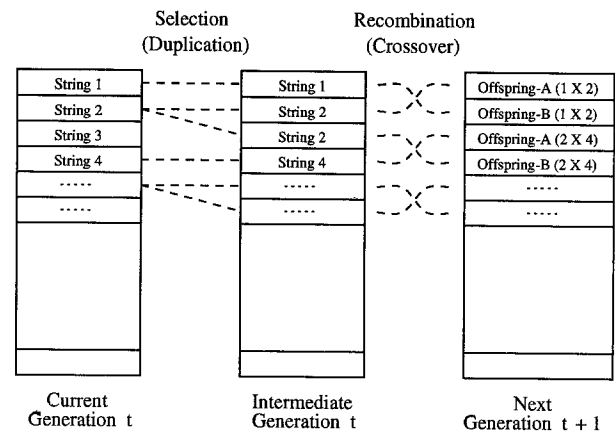 Selection
(Duplication)
Recombination
(Crossover)
String 1
String 2
String 3
String 4
.....
.....
String 1
String 2
String 2
String 4
.....
.....
Offspring-A (1 X 2)
Offspring-B (1 X 2)
Offspring-A (2 X 4)
Offspring-B (2 X 4)
.....
.....
Current
Generation t
Intermediate
Generation t
Next
Generation t + 1